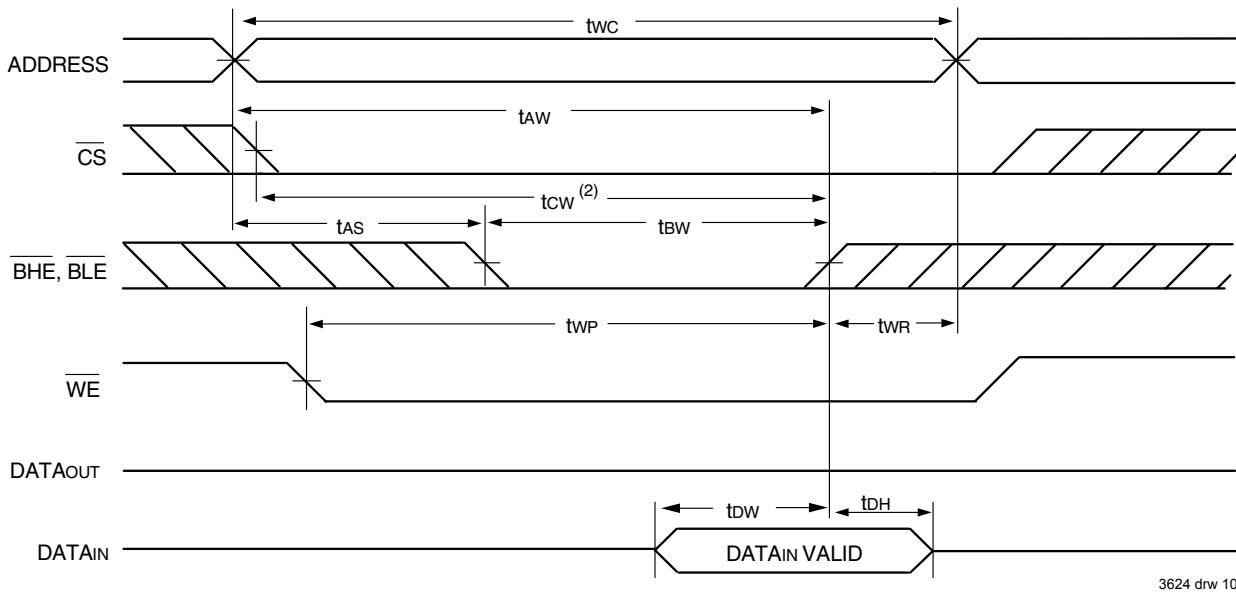 tWC
ADDRESS
tAW
CS
tCW (2)
tAS
tBW
BHE, BLE
tWP
tWR
WE
DATAOUT
tDW
tDH
DATAIN
DATAIN VALID
3624 drw 10